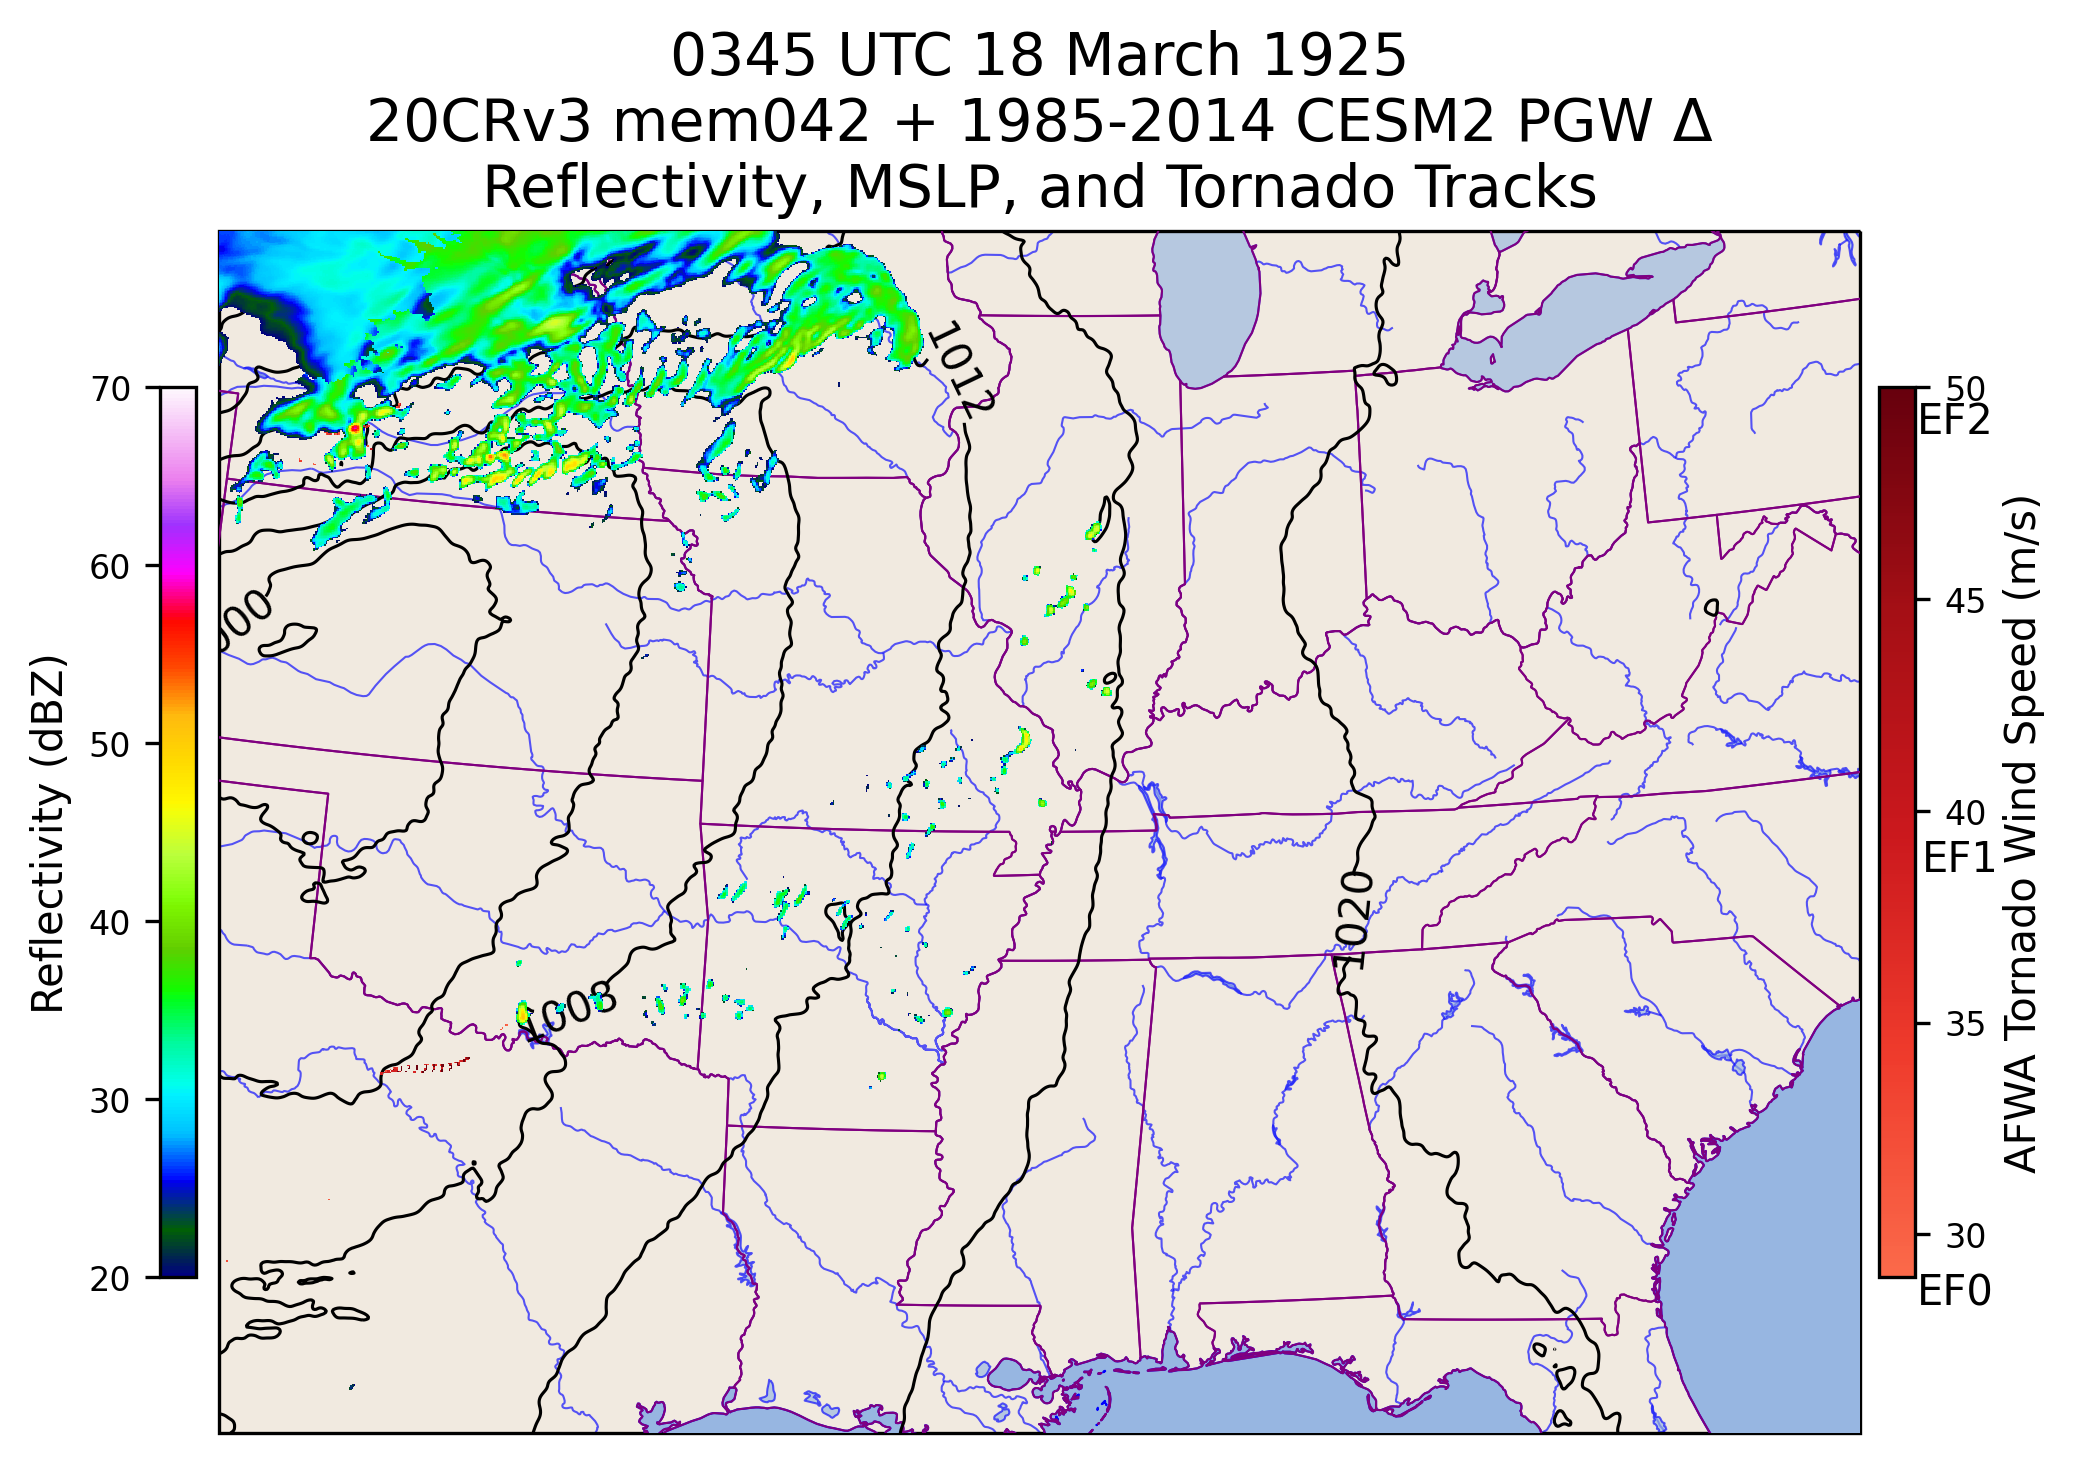 0345 UTC 18 March 1925
20CRv3 mem042 + 1985-2014 CESM2 PGW Δ
Reflectivity, MSLP, and Tornado Tracks
Reflectivity (dBZ)
70
60
50
40
30
20
1012
000
1008
1020
50
EF2
45
40
EF1
35
30
EF0
AFWA Tornado Wind Speed (m/s)